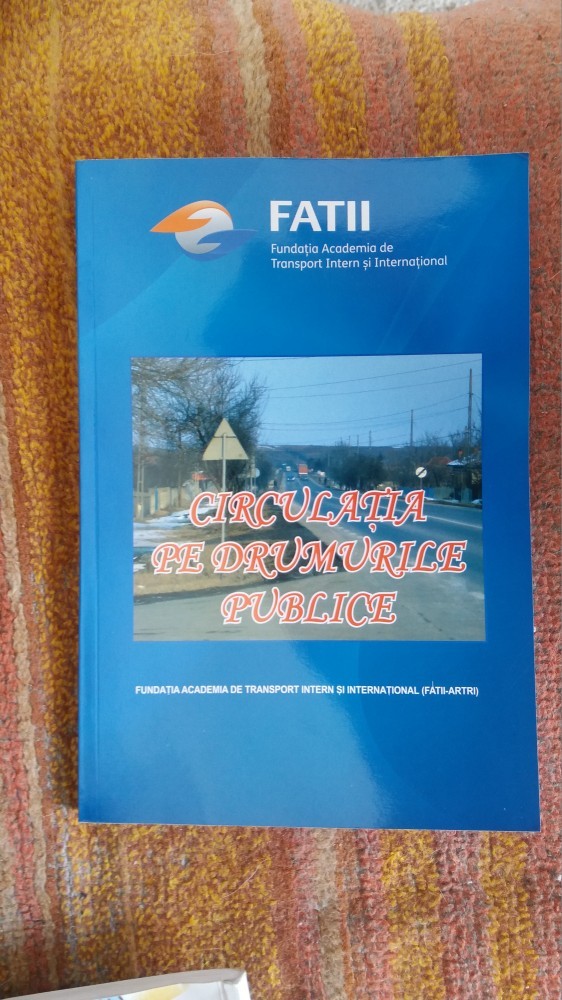 FATII
Fundația Academia de
Transport Intern și Internațional
CIRCULAȚIA
PE DRUMURILE
PUBLICE
FUNDAȚIA ACADEMIA DE TRANSPORT INTERN ȘI INTERNAȚIONAL (FATII-ARTRI)